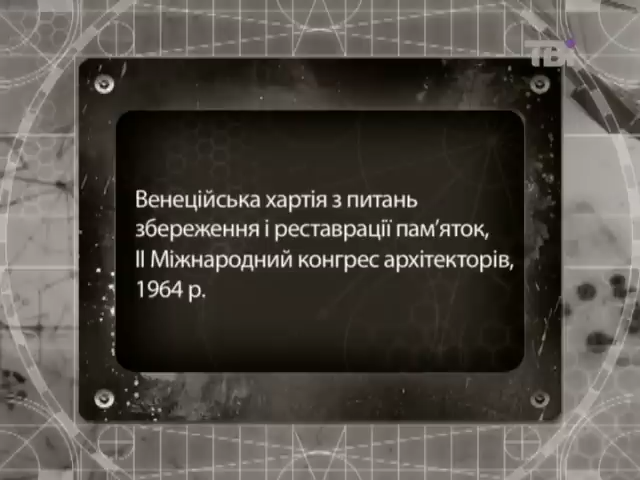 ТВі
Венеційська хартія з питань
збереження і реставрації пам’яток,
ІІ Міжнародний конгрес архітекторів,
1964 р.